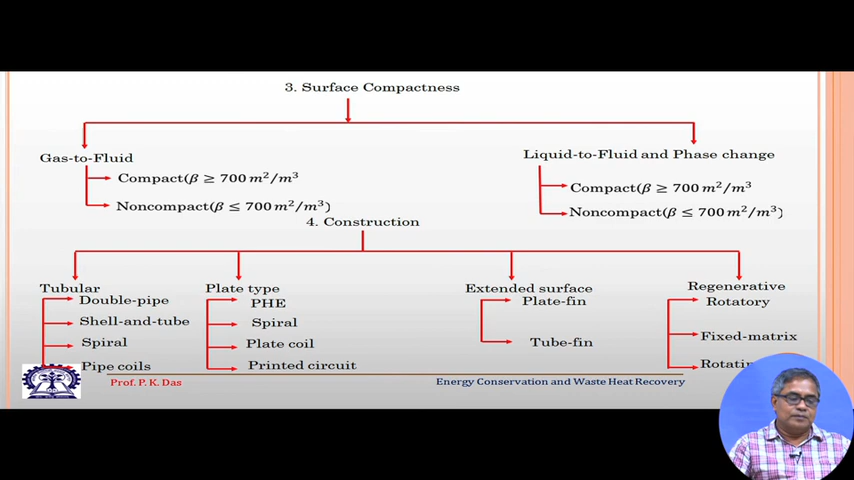 3. Surface Compactness
Gas-to-Fluid
Compact(β ≥ 700 m²/m³
Noncompact(β ≤ 700 m²/m³)
Liquid-to-Fluid and Phase change
Compact(β ≥ 700 m²/m³
Noncompact(β ≤ 700 m²/m³)
4. Construction
Tubular
Double-pipe
Shell-and-tube
Spiral
Pipe coils
Plate type
PHE
Spiral
Plate coil
Printed circuit
Extended surface
Plate-fin
Tube-fin
Regenerative
Rotatory
Fixed-matrix
Prof. P. K. Das
Energy Conservation and Waste Heat Recovery